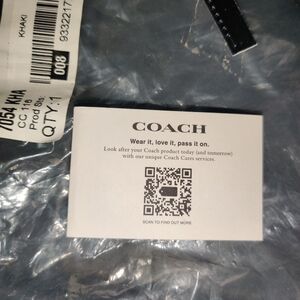 KHAKI
9332217
008
7054 KHA
CC 116
QTY:1
COACH
Wear it, love it, pass it on.
Look after your Coach product today (and tomorrow)
with our unique Coach Cares services.
SCAN TO FIND OUT MORE